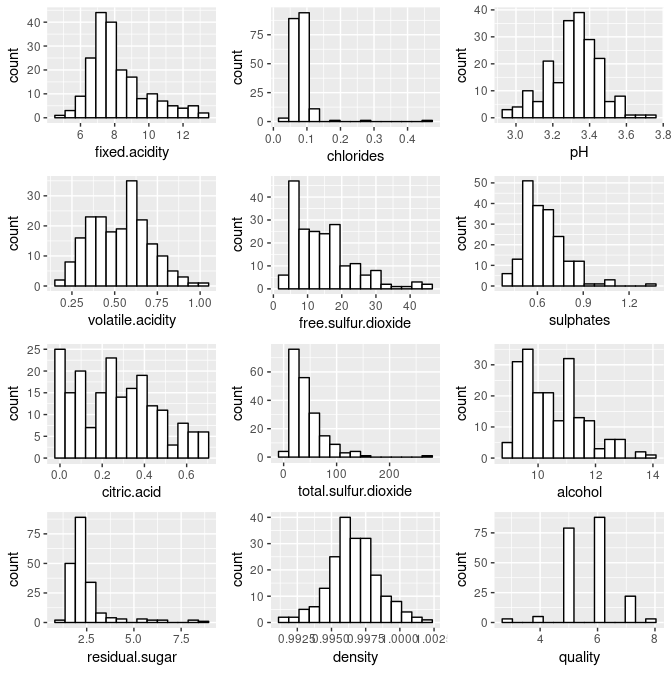 count
40
30
20
10
0
6 8 10 12
fixed.acidity
count
75
50
25
0
0.0 0.1 0.2 0.3 0.4
chlorides
count
40
30
20
10
0
3.0 3.2 3.4 3.6 3.8
pH
count
30
20
10
0
0.25 0.50 0.75 1.00
volatile.acidity
count
40
30
20
10
0
0 10 20 30 40
free.sulfur.dioxide
count
50
40
30
20
10
0
0.6 0.9 1.2
sulphates
count
25
20
15
10
5
0
0.0 0.2 0.4 0.6
citric.acid
count
60
40
20
0
0 100 200
total.sulfur.dioxide
count
30
20
10
0
10 12 14
alcohol
count
75
50
25
0
2.5 5.0 7.5
residual.sugar
count
40
30
20
10
0
0.9925 0.9950 0.9975 1.0000 1.002
density
count
75
50
25
0
4 6 8
quality